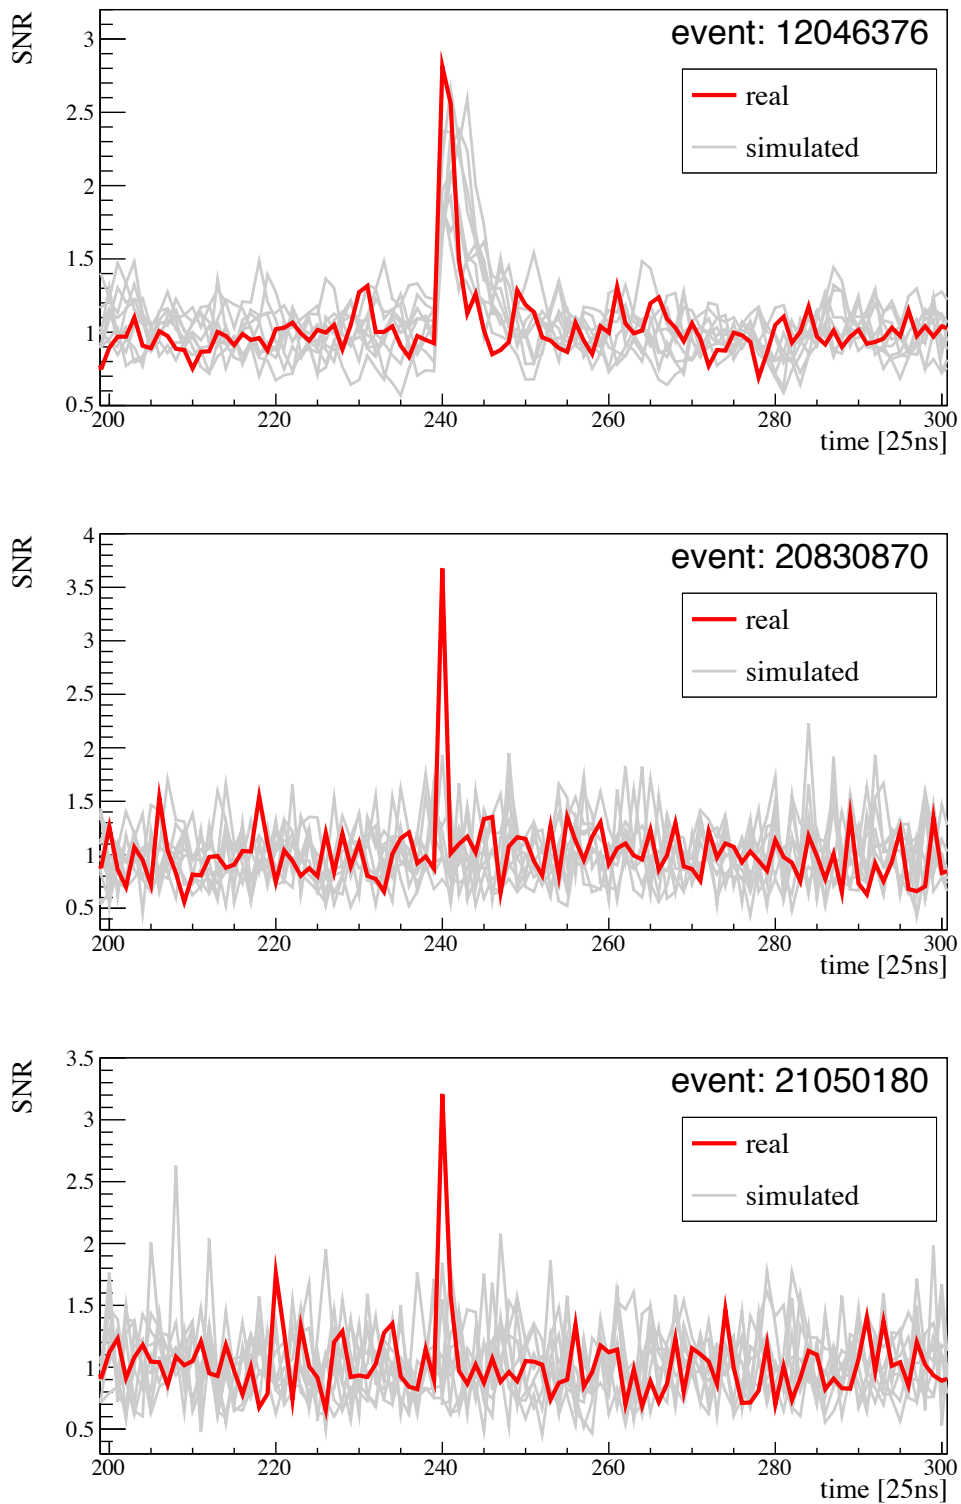 SNR
event: 12046376
real
simulated
3
2.5
2
1.5
1
0.5
200 220 240 260 280 300
time [25ns]
SNR
event: 20830870
real
simulated
4
3.5
3
2.5
2
1.5
1
0.5
200 220 240 260 280 300
time [25ns]
SNR
event: 21050180
real
simulated
3.5
3
2.5
2
1.5
1
0.5
200 220 240 260 280 300
time [25ns]